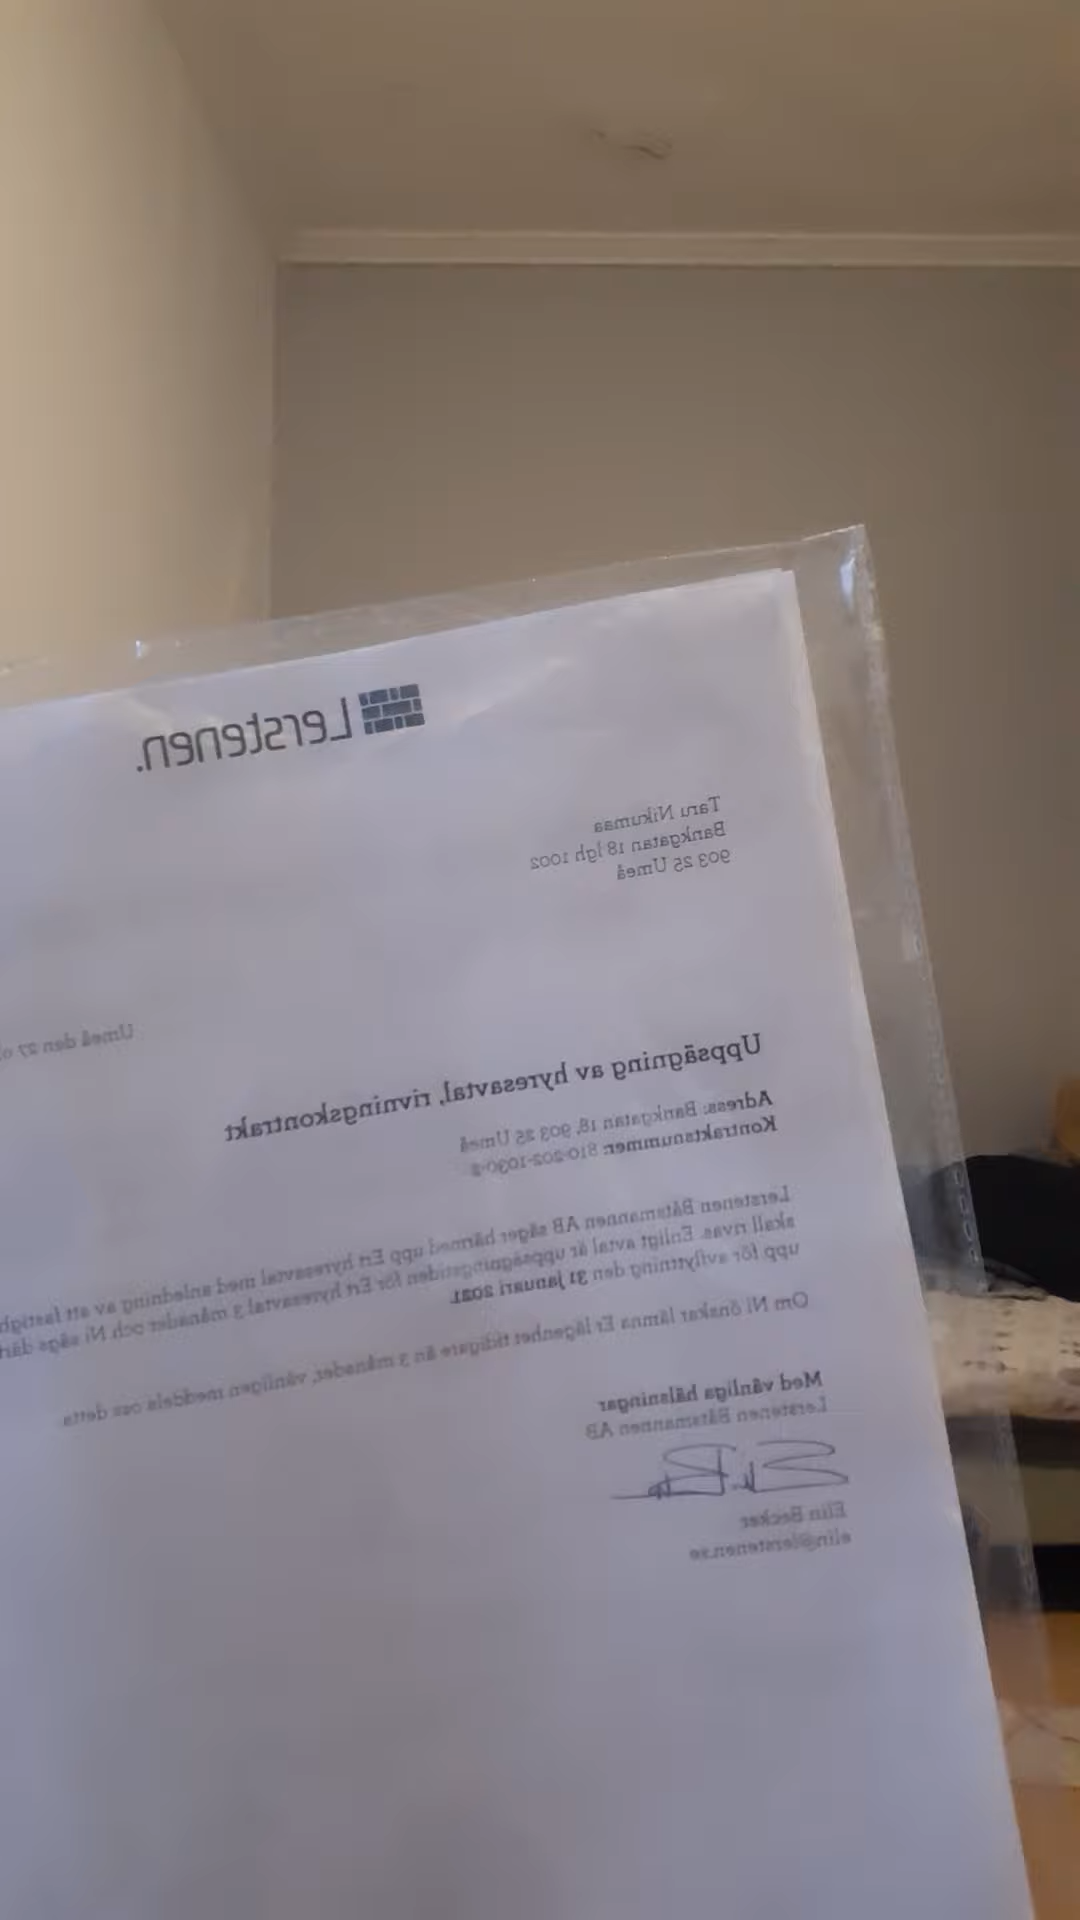 Lerstenen.
Taru Nikumaa
Bankgatan 18 lgh 1002
903 25 Umeå
Umeå den 27 o
Uppsägning av hyresavtal, rivningskontrakt
Adress: Bankgatan 18, 903 25 Umeå
Kontraktsnummer: 810-202-1030-2
Lerstenen Båtsmannen AB säger härmed upp Ert hyresavtal med anledning av att fastigh
skall rivas. Enligt avtal är uppsägningstiden för Ert hyresavtal 3 månader och Ni sägs därf
upp för avflyttning den 31 januari 2021.
Om Ni önskar lämna Er lägenhet tidigare än 3 månader, vänligen meddela oss detta
Med vänliga hälsningar
Lerstenen Båtsmannen AB
Elin Becker
elin@lerstenen.se